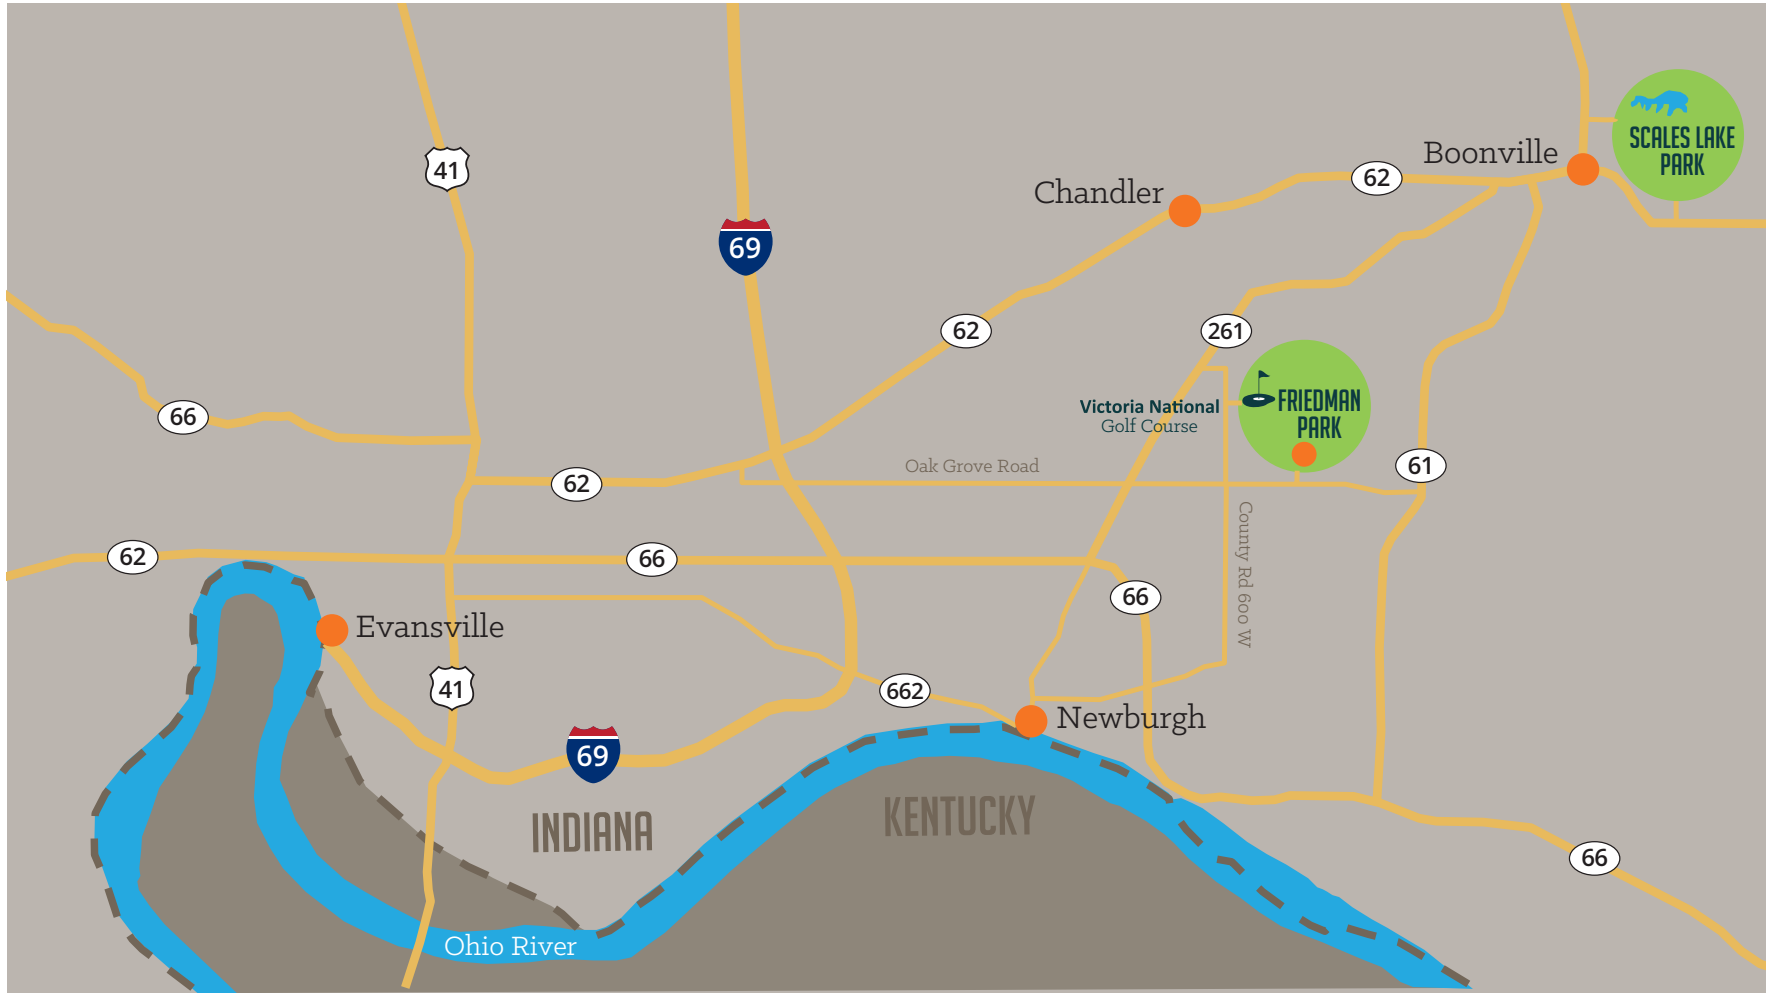 SCALES LAKE
PARK
Boonville
41
62
Chandler
69
62
261
FRIEDMAN
PARK
Victoria National
Golf Course
66
Oak Grove Road
61
62
County Rd 600 W
62
66
66
Evansville
41
662
Newburgh
69
INDIANA
KENTUCKY
66
Ohio River